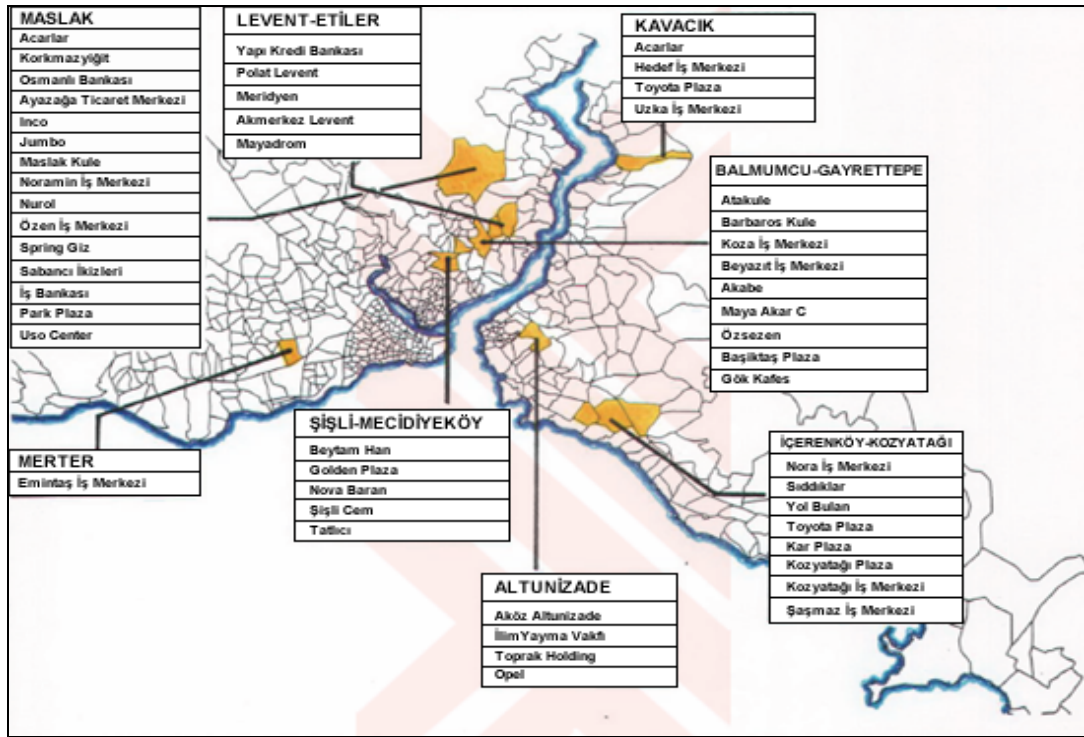 MASLAK
Acarlar
Korkmazyiğit
Osmanlı Bankası
Ayazağa Ticaret Merkezi
Inco
Jumbo
Maslak Kule
Noramin İş Merkezi
Nurol
Özen İş Merkezi
Spring Giz
Sabancı İkizleri
İş Bankası
Park Plaza
Uso Center
LEVENT-ETİLER
Yapı Kredi Bankası
Polat Levent
Meridyen
Akmerkez Levent
Mayadrom
KAVACIK
Acarlar
Hedef İş Merkezi
Toyota Plaza
Uzka İş Merkezi
BALMUMCU-GAYRETTEPE
Atakule
Barbaros Kule
Koza İş Merkezi
Beyazıt İş Merkezi
Akabe
Maya Akar C
Özsezen
Başiktaş Plaza
Gök Kafes
MERTER
Emintaş İş Merkezi
ŞİŞLİ-MECİDİYEKÖY
Beytam Han
Golden Plaza
Nova Baran
Şişli Cem
Tatlıcı
İÇERENKÖY-KOZYATAĞI
Nora İş Merkezi
Sıddıklar
Yol Bulan
Toyota Plaza
Kar Plaza
Kozyatağı Plaza
Kozyatağı İş Merkezi
Şaşmaz İş Merkezi
ALTUNİZADE
Aköz Altunizade
İlimYayma Vakfı
Toprak Holding
Opel